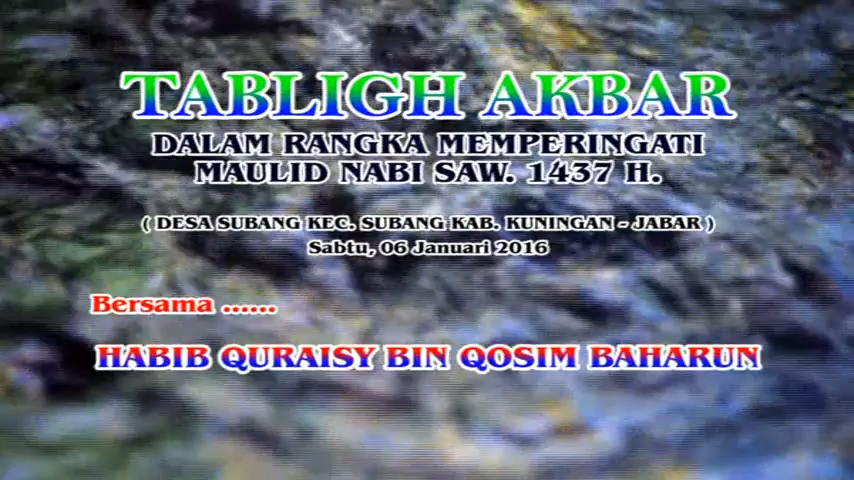 TABLIGH AKBAR
DALAM RANGKA MEMPERINGATI
MAULID NABI SAW. 1437 H.
( DESA SUBANG KEC. SUBANG KAB. KUNINGAN - JABAR )
Sabtu, 06 Januari 2016
Bersama ......
HABIB QURAISY BIN QOSIM BAHARUN